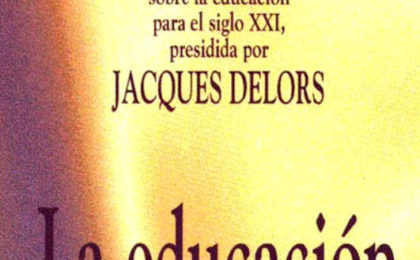 sobre la educación
para el siglo XXI,
presidida por
JACQUES DELORS
La educación